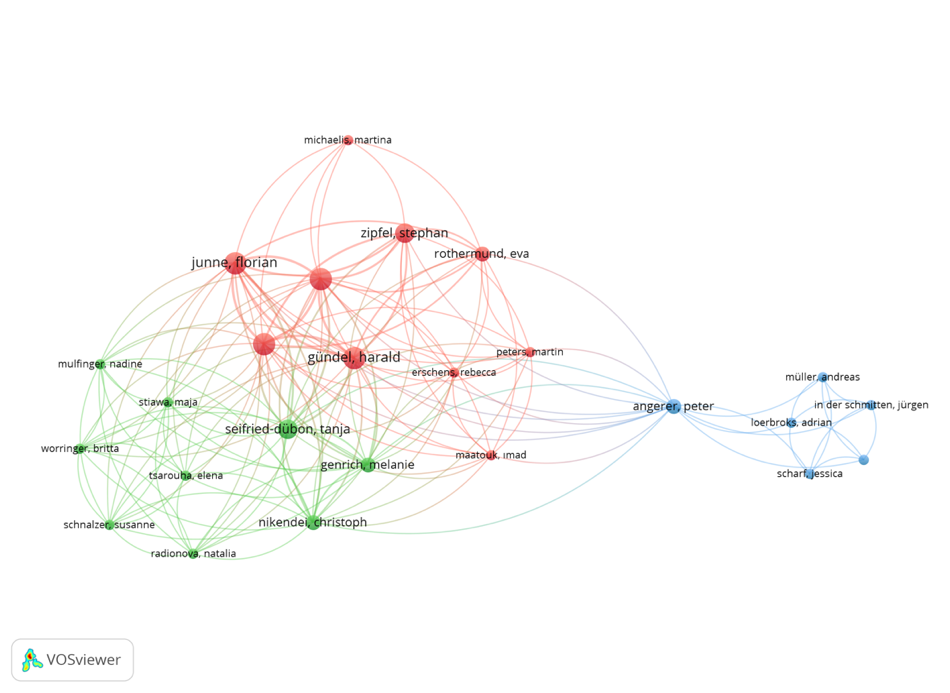 michaelis, martina
zipfel, stephan
rothermund, eva
junne, florian
peters, martin
gündel, harald
mulfinger, nadine
erschens, rebecca
müller, andreas
stiawa, maja
angerer, peter
in der schmitten, jürgen
loerbroks, adrian
seifried-dübon, tanja
worringer, britta
maatouk, imad
genrich, melanie
tsarouha, elena
scharf, jessica
schnalzer, susanne
nikendei, christoph
radionova, natalia
VOSviewer